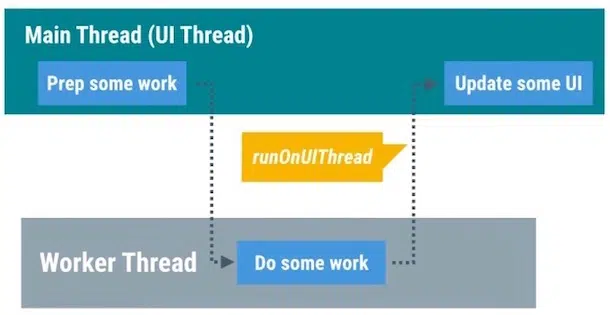 Main Thread (UI Thread)
Prep some work
Update some UI
runOnUIThread
Worker Thread
Do some work